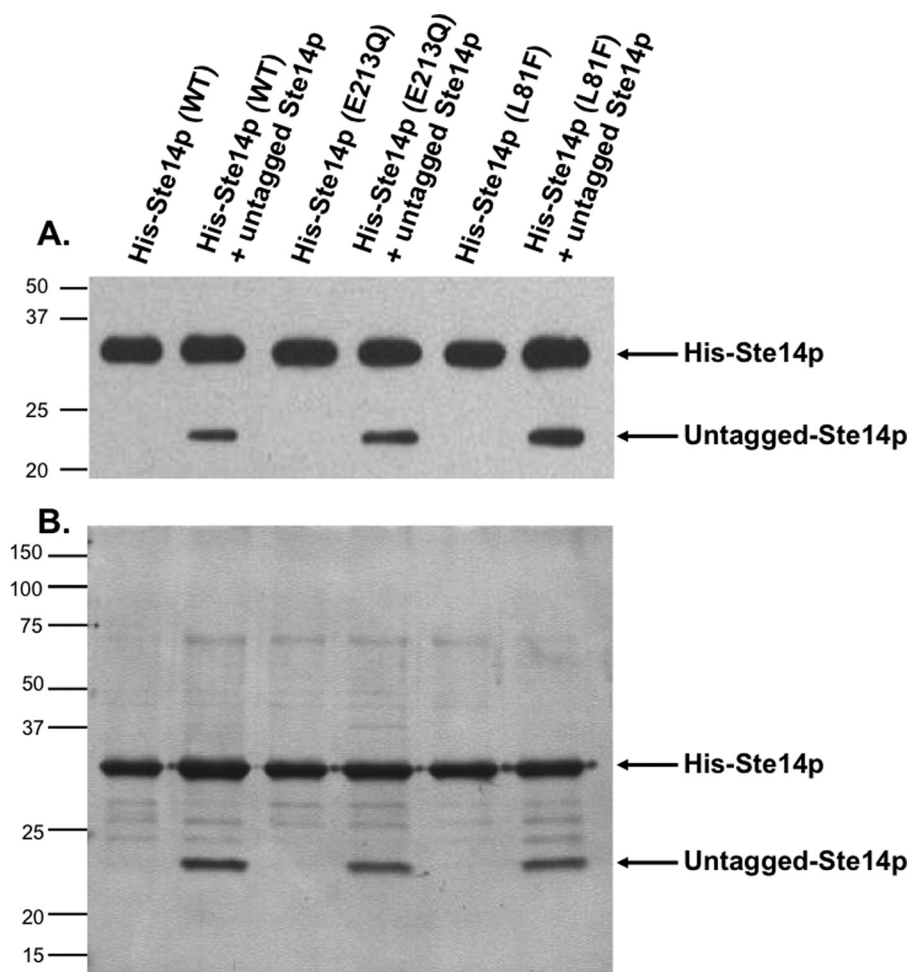 His-Ste14p (WT)
His-Ste14p (WT)
+ untagged Ste14p
His-Ste14p (E213Q)
His-Ste14p (E213Q)
+ untagged Ste14p
His-Ste14p (L81F)
His-Ste14p (L81F)
+ untagged Ste14p
A.
50
37
25
20
His-Ste14p
Untagged-Ste14p
B.
150
100
75
50
37
25
20
15
His-Ste14p
Untagged-Ste14p